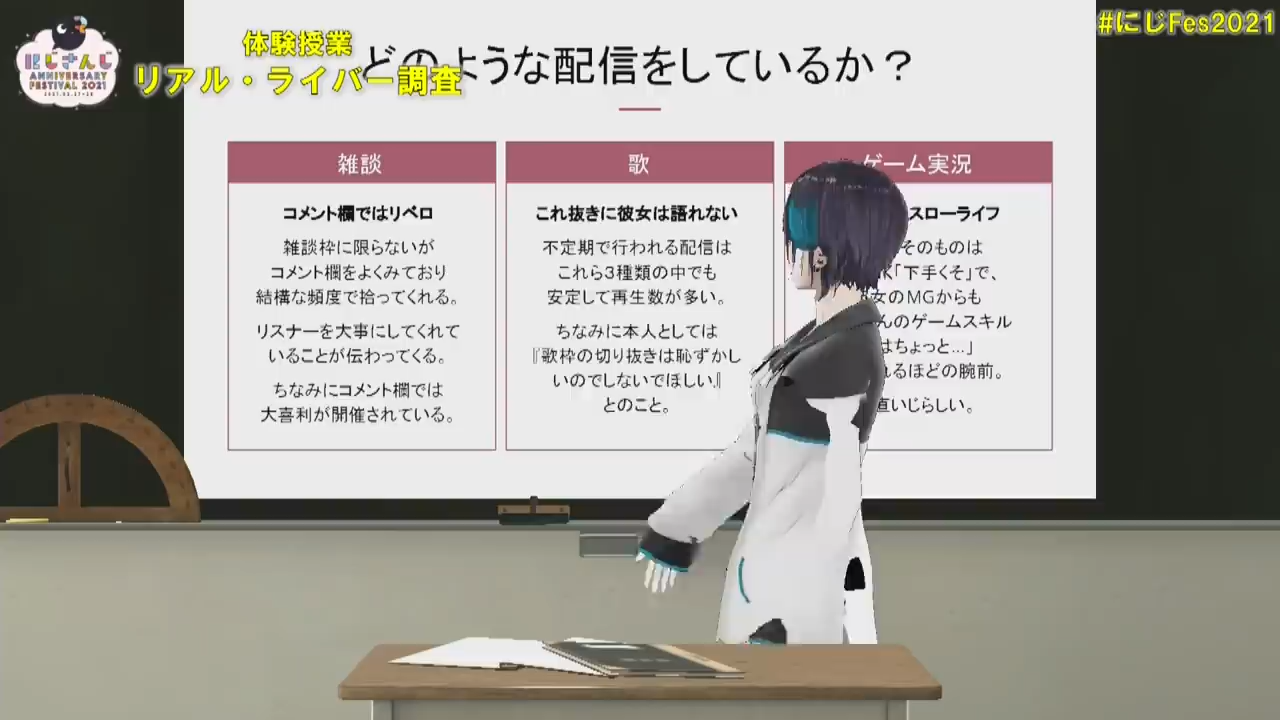 にじさんじ
ANNIVERSARY
FESTIVAL 2021
#にじFes2021
体験授業
リアル・ライバー調査
どのような配信をしているか？
雑談
コメント欄ではリベロ
雑談枠に限らないが
コメント欄をよくみており
結構な頻度で拾ってくれる。
リスナーを大事にしてくれて
いることが伝わってくる。
ちなみにコメント欄では
大喜利が開催されている。
歌
これ抜きに彼女は語れない
不定期で行われる配信は
これら3種類の中でも
安定して再生数が多い。
ちなみに本人としては
『歌枠の切り抜きは恥ずかし
いのでしないでほしい』
とのこと。
ゲーム実況
スローライフ
そのものは
「下手くそ」で、
女のMGからも
んのゲームスキル
はちょっと…」
れるほどの腕前。
直いじらしい。